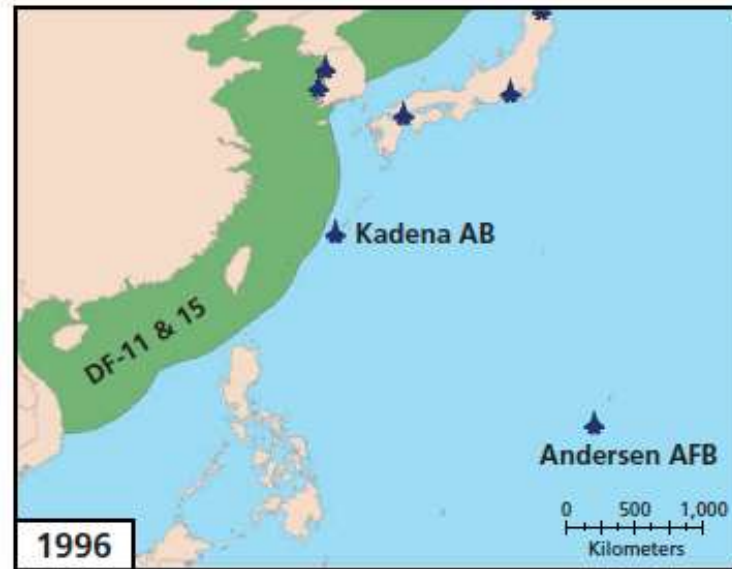 Kadena AB
DF-11 & 15
Andersen AFB
0 500 1,000
Kilometers
1996